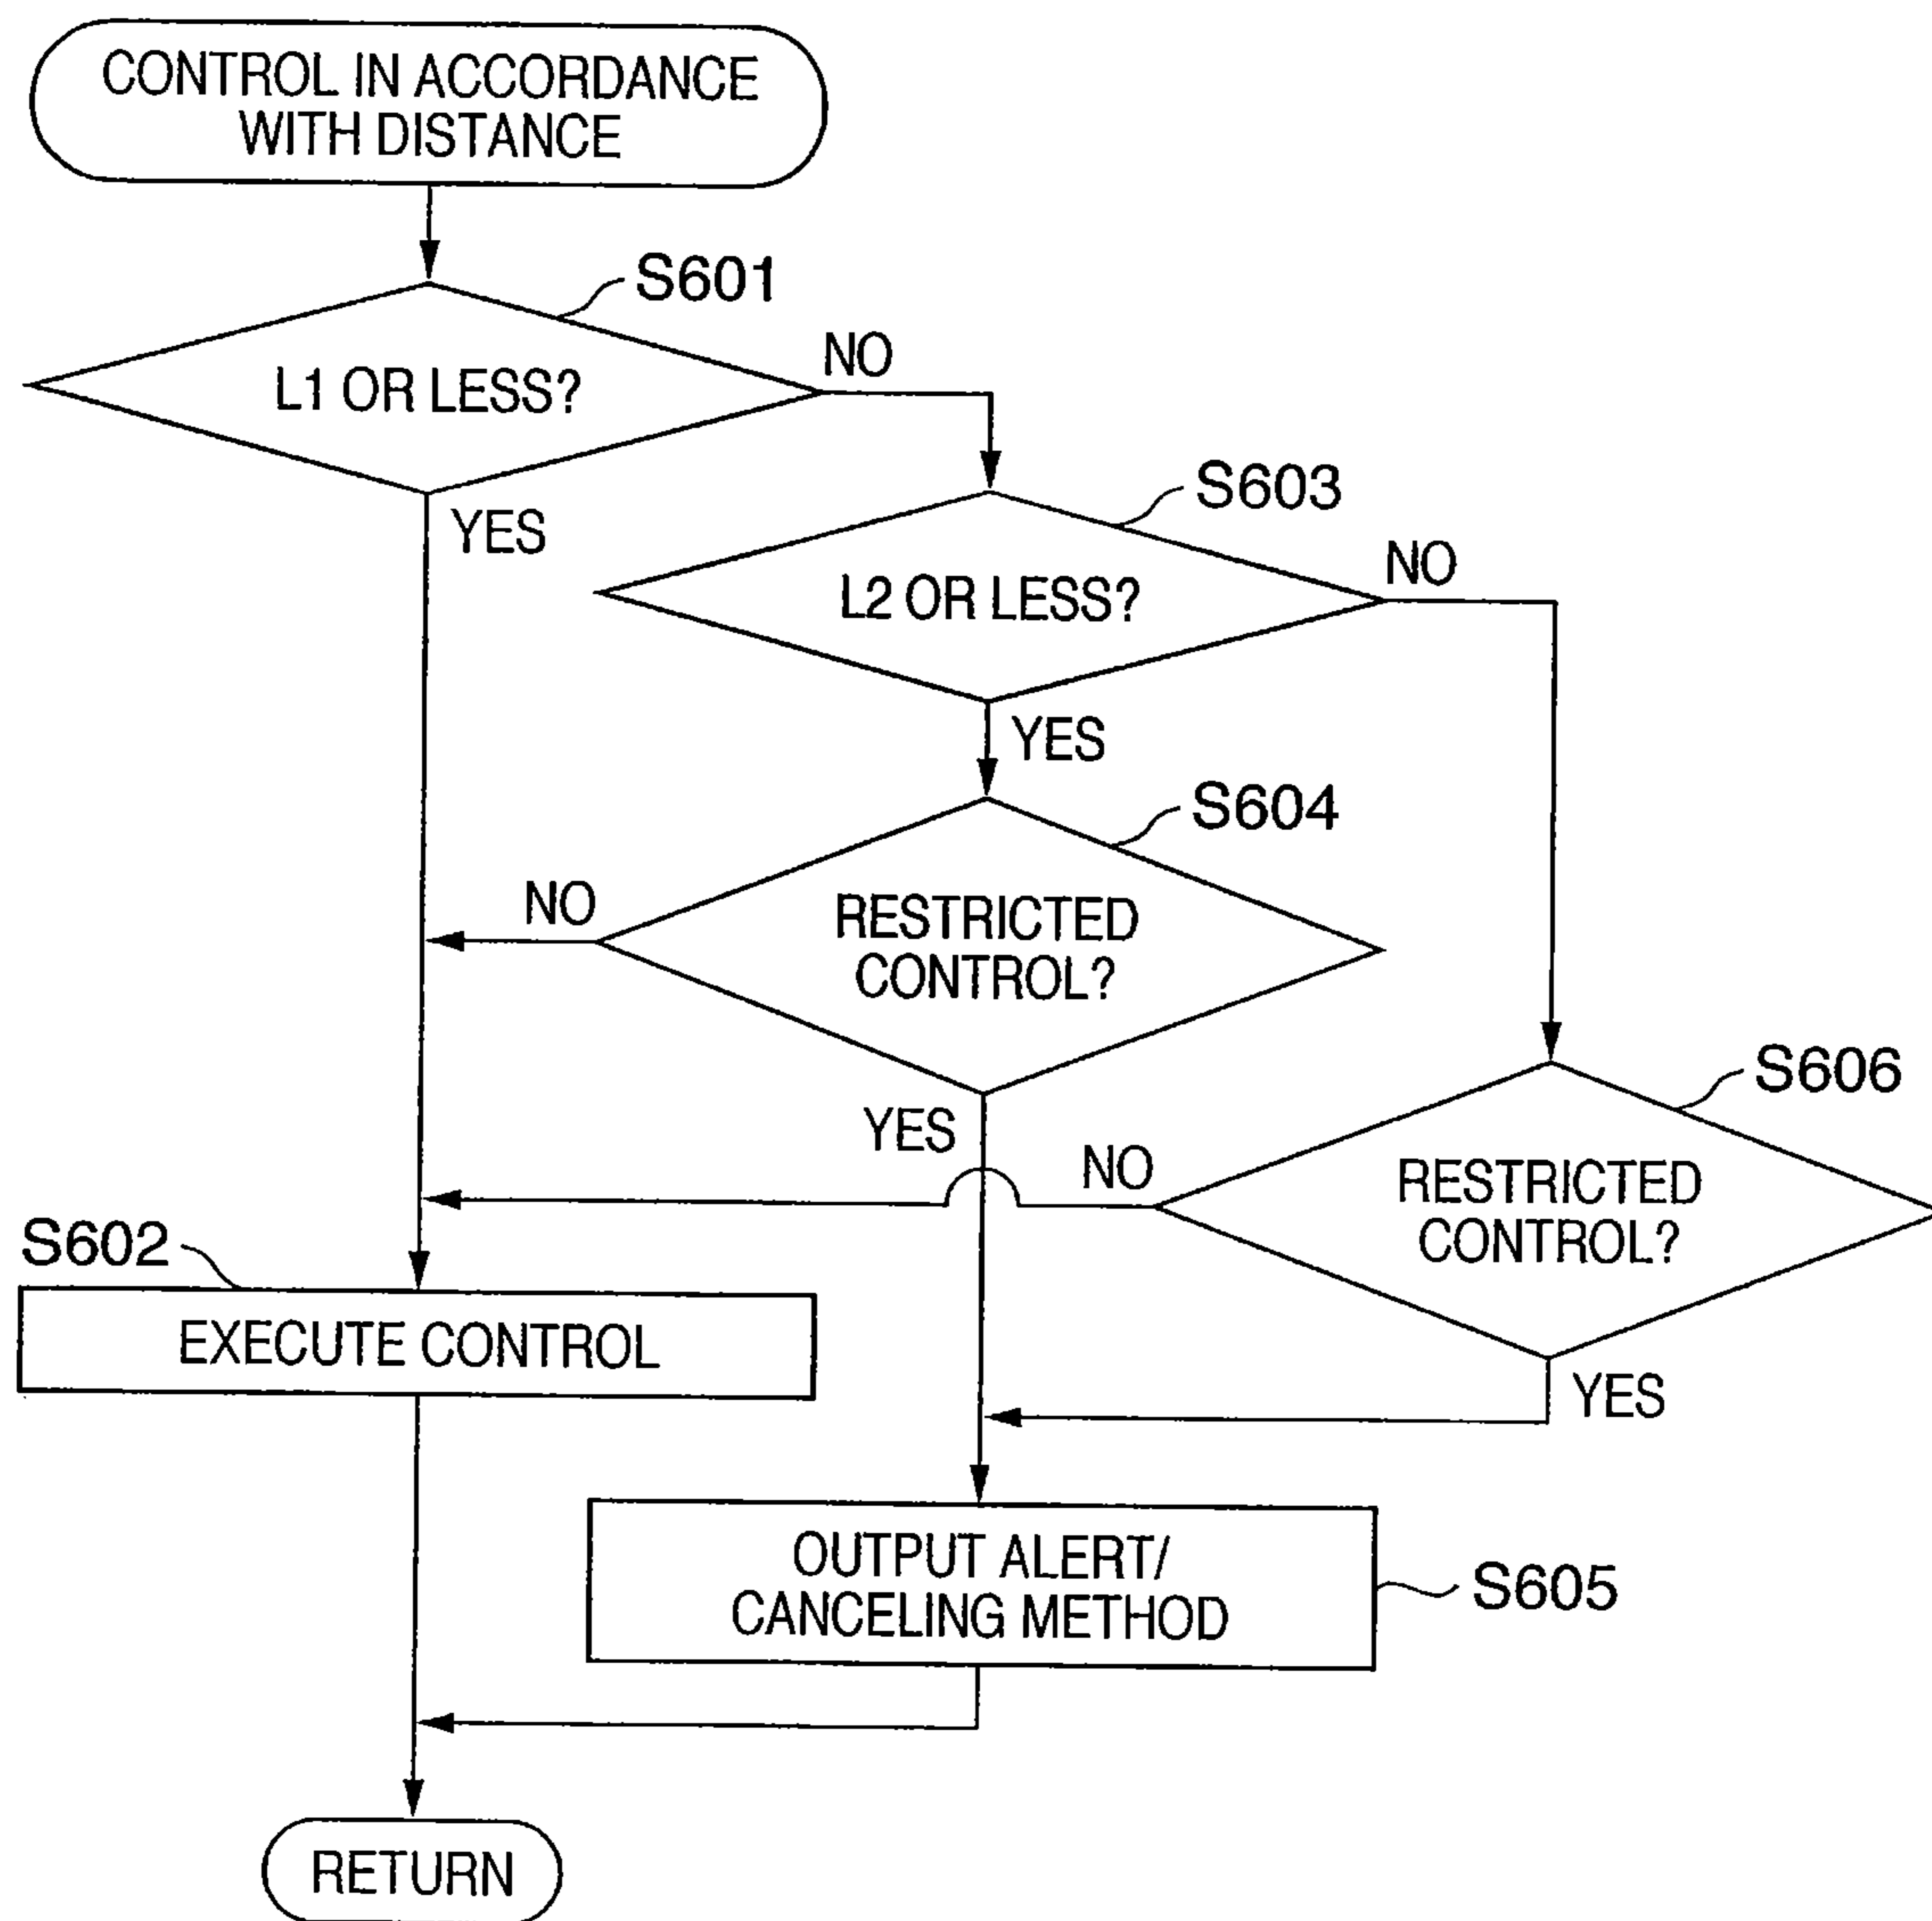 CONTROL IN ACCORDANCE
WITH DISTANCE
S601
L1 OR LESS?
NO
YES
S603
L2 OR LESS?
NO
YES
S604
RESTRICTED
CONTROL?
NO
YES
S606
RESTRICTED
CONTROL?
NO
YES
S602
EXECUTE CONTROL
OUTPUT ALERT/
CANCELING METHOD
S605
RETURN